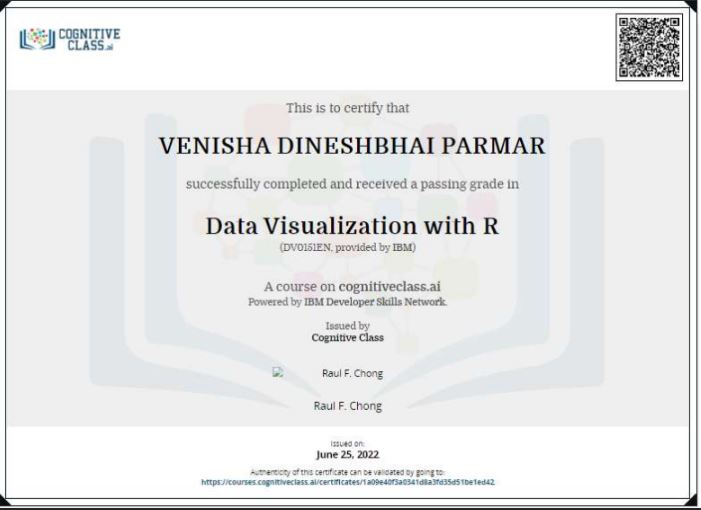 COGNITIVE
CLASS.ai
This is to certify that
VENISHA DINESHBHAI PARMAR
successfully completed and received a passing grade in
Data Visualization with R
(DV0151EN, provided by IBM)
A course on cognitiveclass.ai
Powered by IBM Developer Skills Network.
Issued by
Cognitive Class
Raul F. Chong
Raul F. Chong
Issued on:
June 25, 2022
Authenticity of this certificate can be validated by going to:
https://courses.cognitiveclass.ai/certificates/1a09e40f3a0341d8a3fd35d51be1ed42